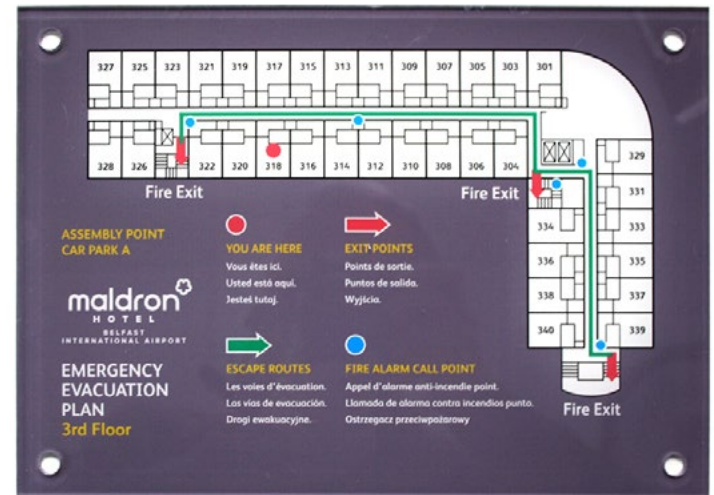 327 325 323 321 319 317 315 313 311 309 307 305 303 301
329
328 326 322 320 318 316 314 312 310 308 306 304
331
Fire Exit
Fire Exit
334 333
336 335
338 337
340 339
Fire Exit
ASSEMBLY POINT
CAR PARK A
maldron
HOTEL
BELFAST
INTERNATIONAL AIRPORT
EMERGENCY
EVACUATION
PLAN
3rd Floor
YOU ARE HERE
Vous êtes ici.
Usted está aquí.
Jesteś tutaj.
EXIT POINTS
Points de sortie.
Puntos de salida.
Wyjścia.
ESCAPE ROUTES
Les voies d'évacuation.
Las vías de evacuación.
Drogi ewakuacyjne.
FIRE ALARM CALL POINT
Appel d'alarme anti-incendie point.
Llamada de alarma contra incendios punto.
Ostrzegacz przeciwpożarowy